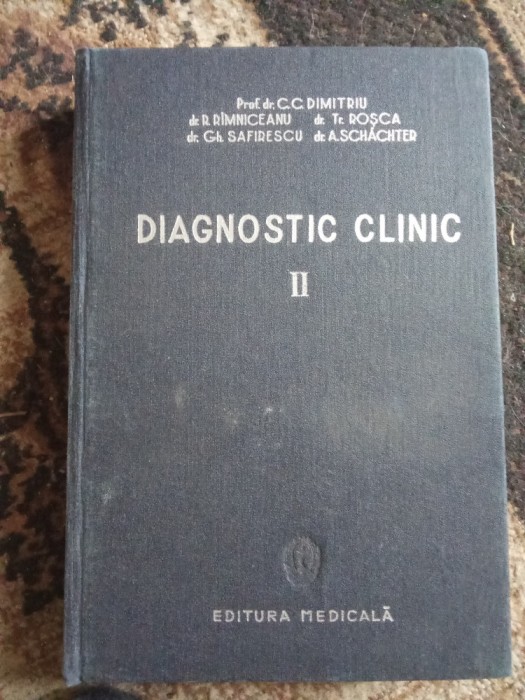 Prof. dr. C.C. DIMITRIU
dr. R. RÎMNICEANU dr. Tr. ROȘCA
dr. Gh. SAFIRESCU dr. A. SCHÄCHTER
DIAGNOSTIC CLINIC
II
EDITURA MEDICALĂ